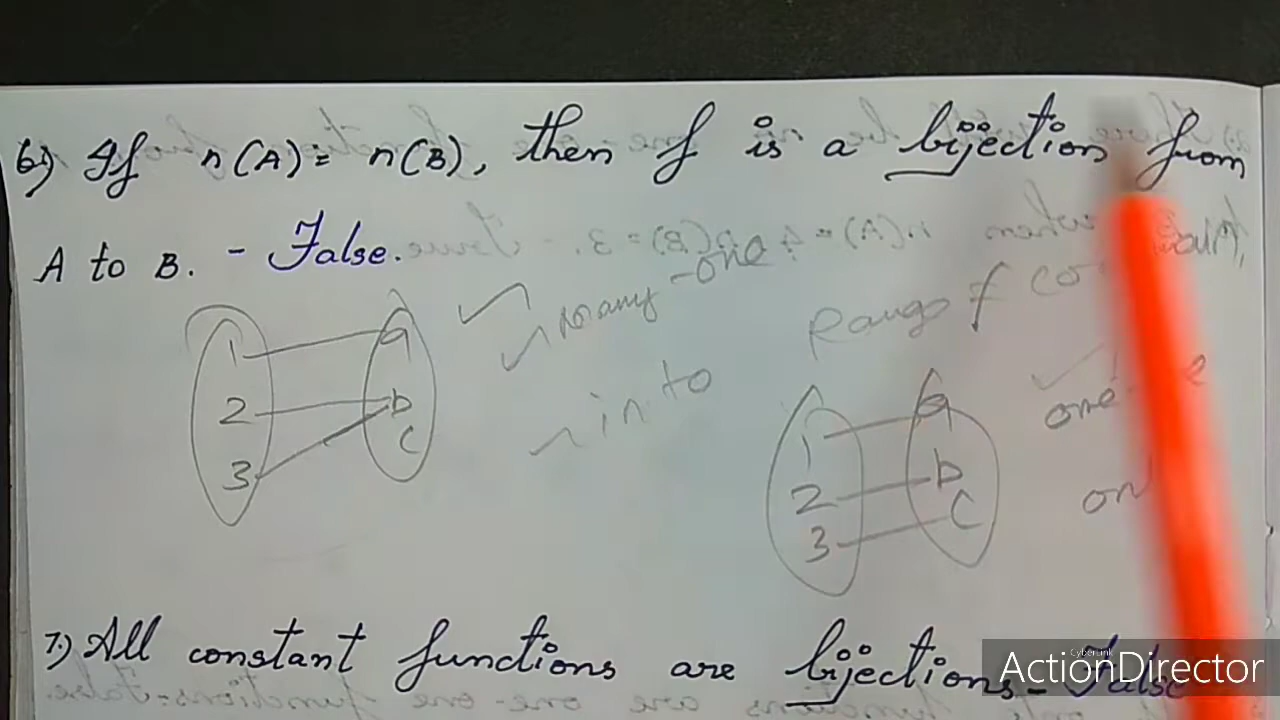 6) If n(A) = n(B), then f is a bijection from
A to B. - False.
1 a
2 b
3 c
many-one
into
Range ≠
1 a
2 b
3 c
7.) All constant functions are bijections - False
CyberLink
ActionDirector